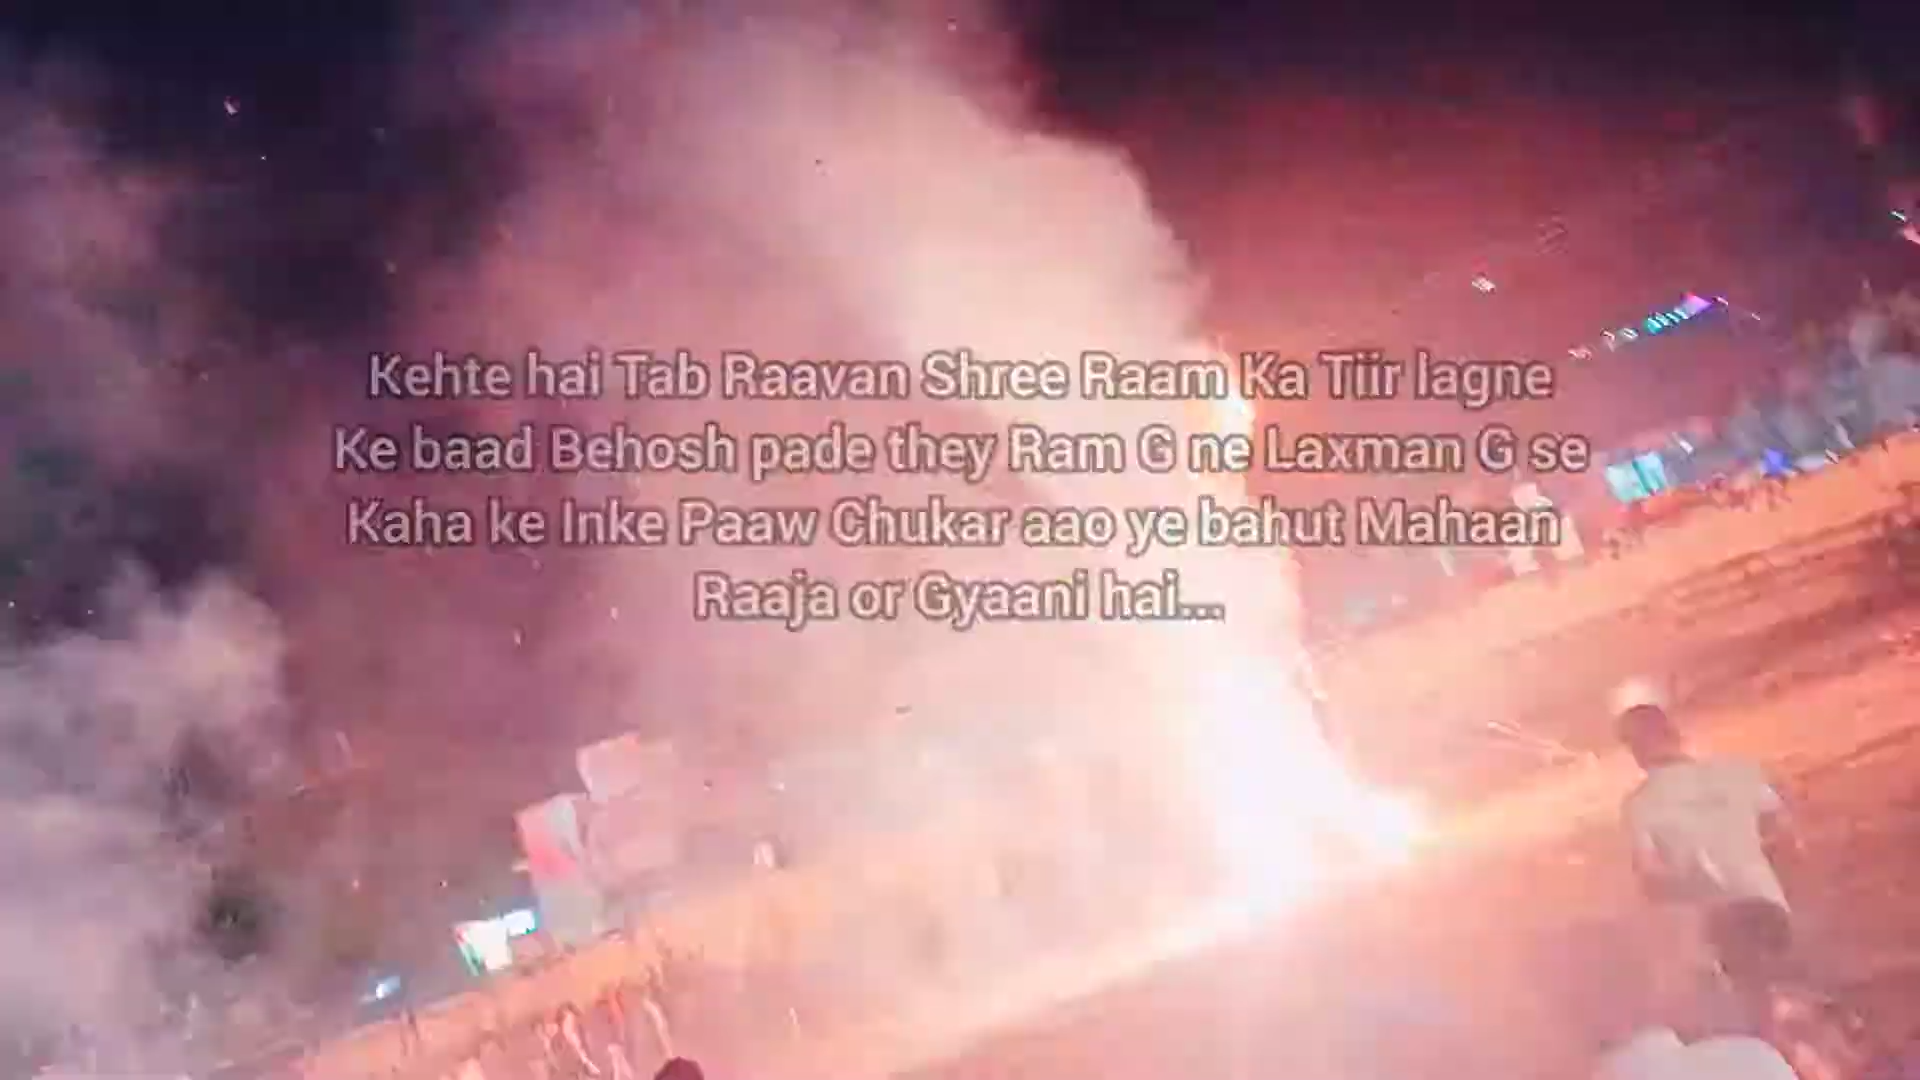 Kehte hai Tab Raavan Shree Raam Ka Tiir lagne
Ke baad Behosh pade they Ram G ne Laxman G se
Kaha ke Inke Paaw Chukar aao ye bahut Mahaan
Raaja or Gyaani hai...